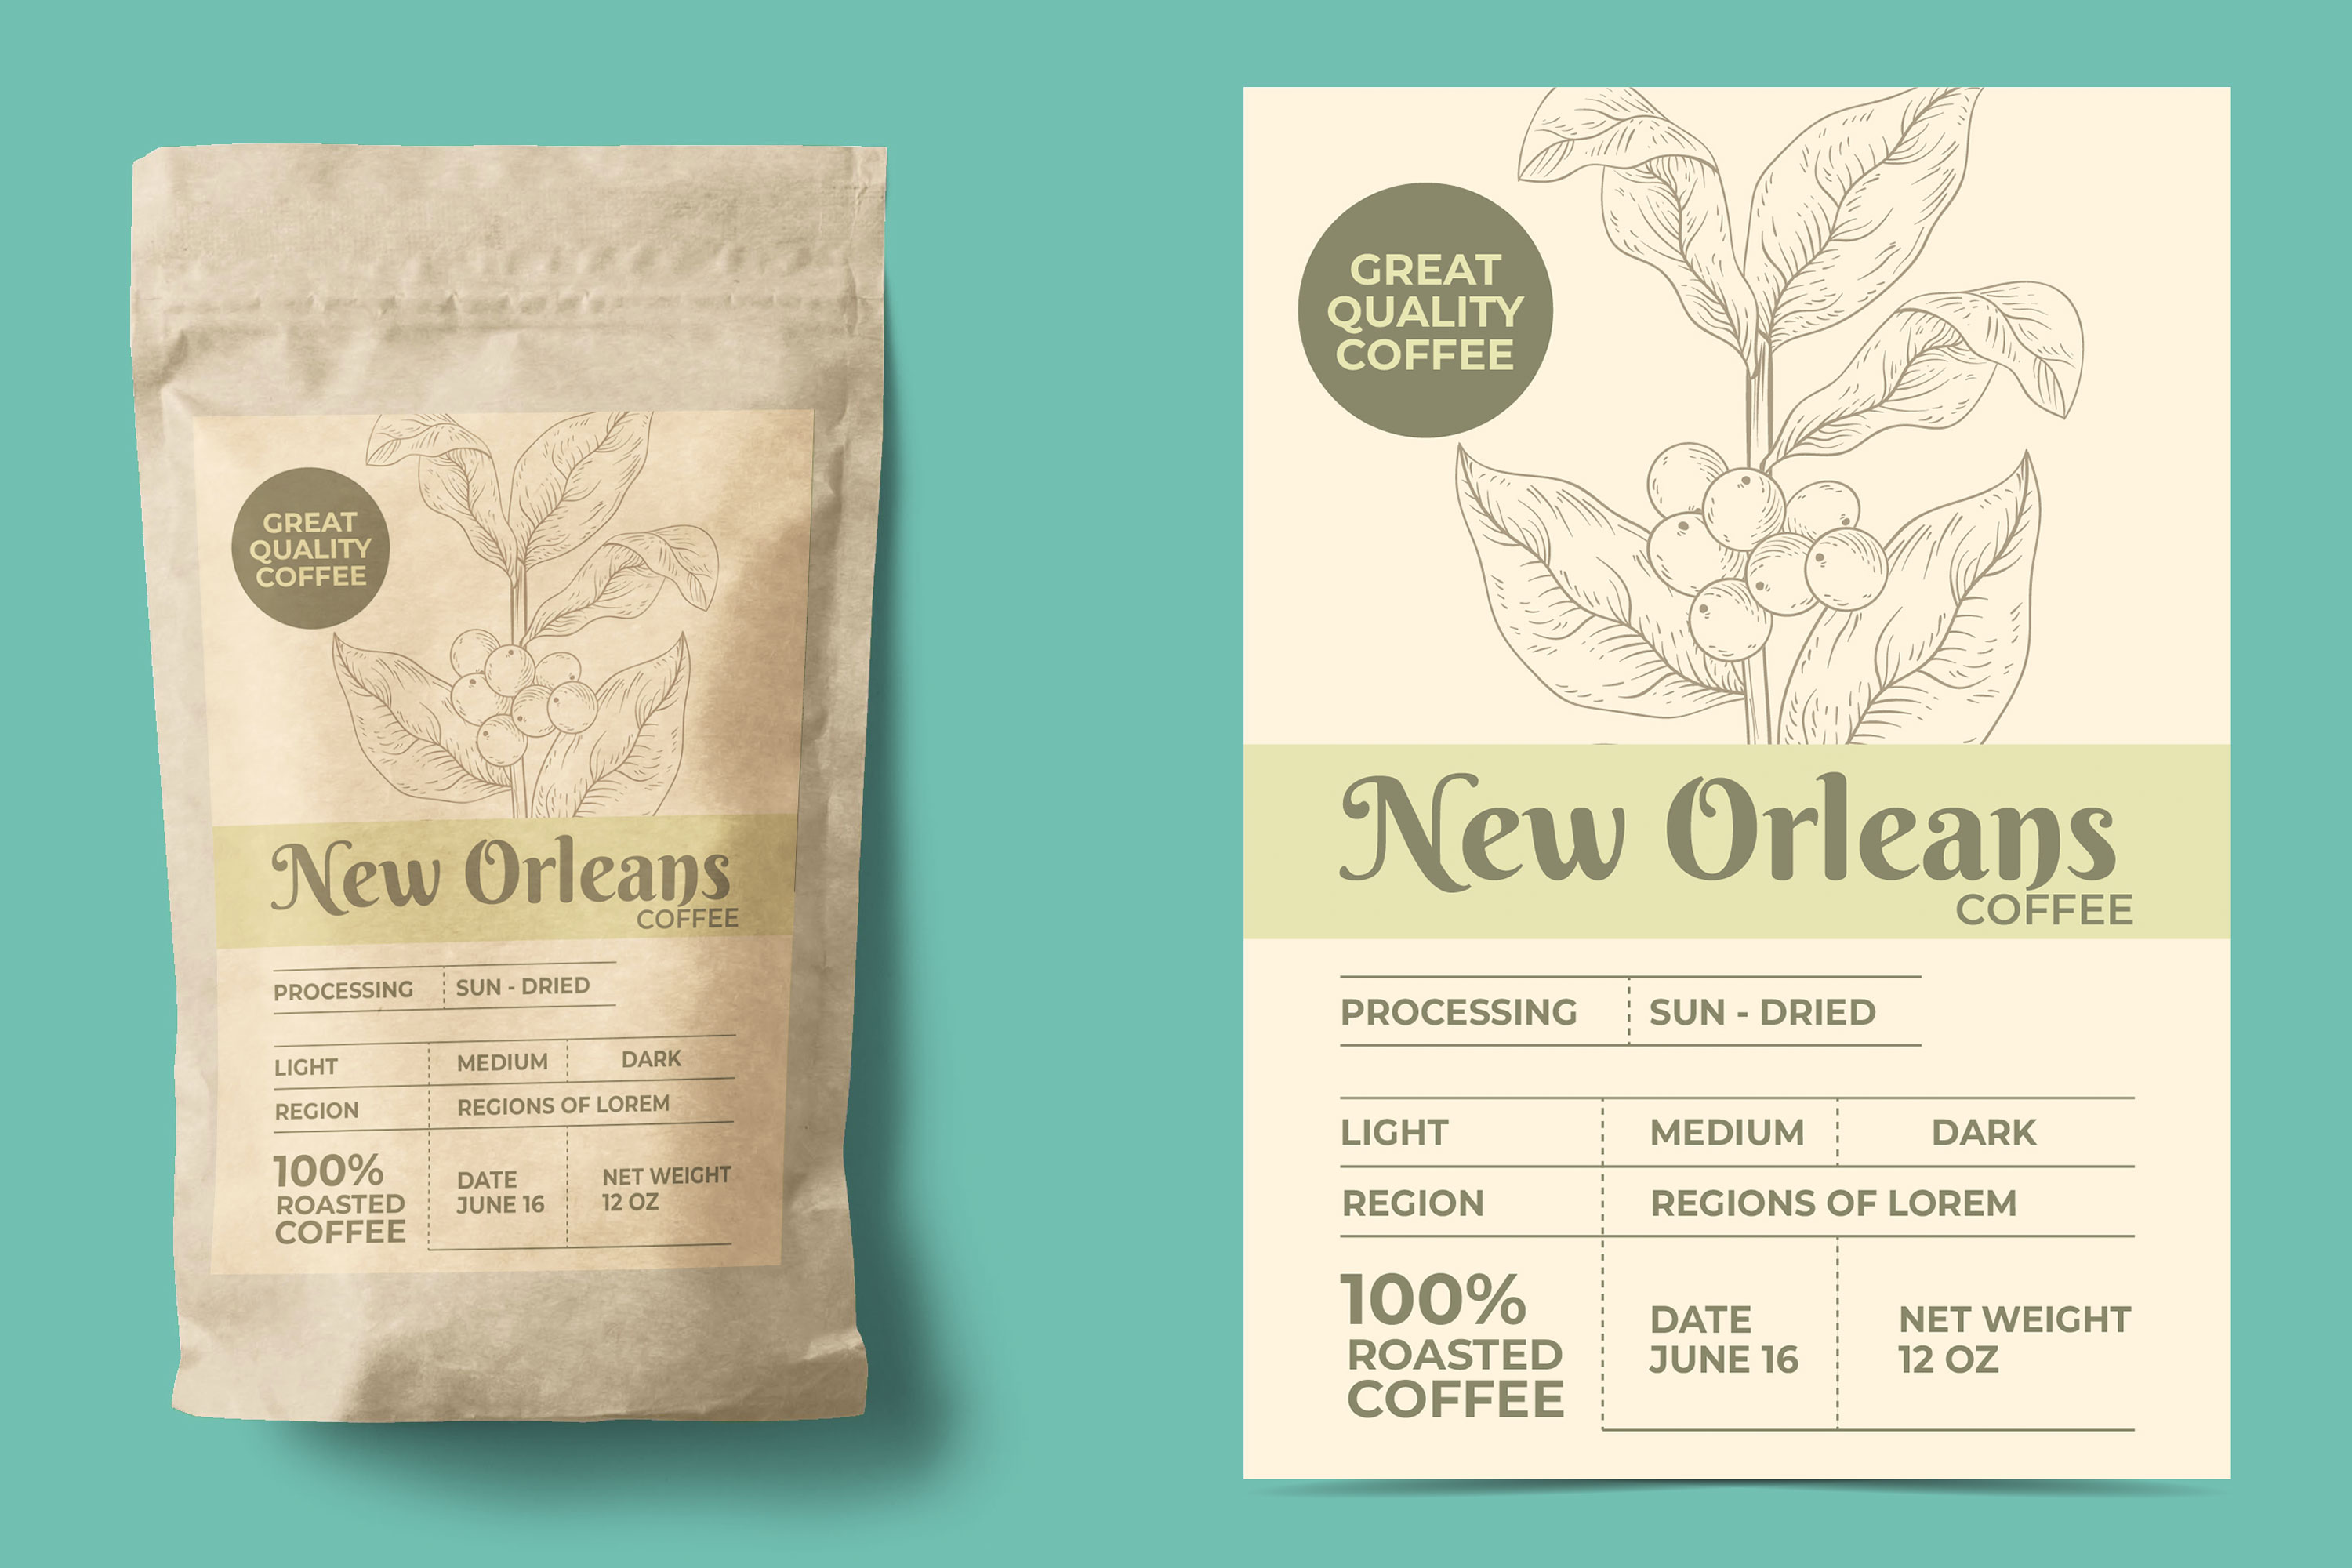 GREAT
QUALITY
COFFEE
New Orleans
COFFEE
PROCESSING SUN - DRIED
LIGHT MEDIUM DARK
REGION REGIONS OF LOREM
100%
ROASTED
COFFEE
DATE
JUNE 16
NET WEIGHT
12 OZ
GREAT
QUALITY
COFFEE
New Orleans
COFFEE
PROCESSING SUN - DRIED
LIGHT MEDIUM DARK
REGION REGIONS OF LOREM
100%
ROASTED
COFFEE
DATE
JUNE 16
NET WEIGHT
12 OZ